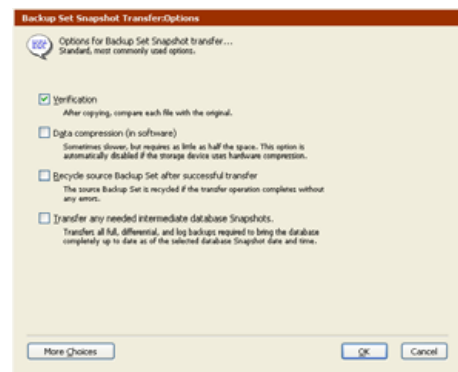 Backup Set Snapshot Transfer:Options
Options for Backup Set Snapshot transfer...
Standard, most commonly used options.
Verification
After copying, compare each file with the original.
Data compression (in software)
Sometimes slower, but requires as little as half the space. This option is
automatically disabled if the storage device uses hardware compression.
Recycle source Backup Set after successful transfer
The source Backup Set is recycled if the transfer operation completes without
any errors.
Transfer any needed intermediate database Snapshots.
Transfers all full, differential, and log backups required to bring the database
completely up to date as of the selected database Snapshot date and time.
More Choices
OK
Cancel